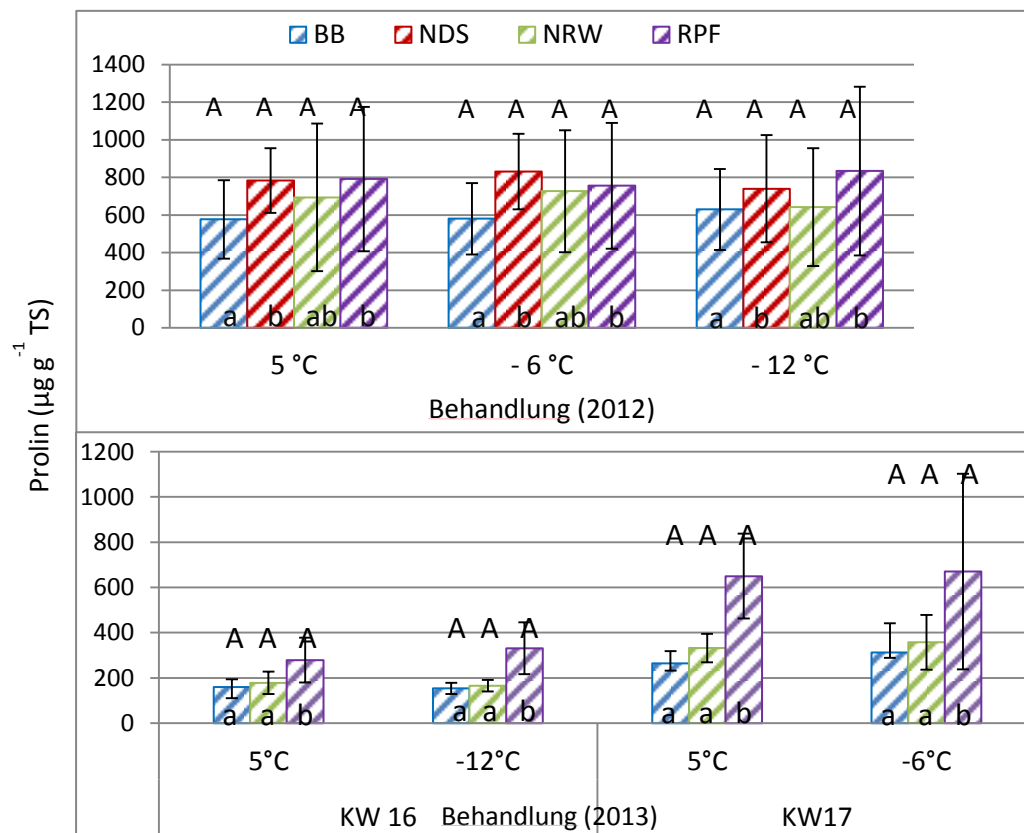 BB NDS NRW RPF
1400
1200
1000
800
600
400
200
0
A A A A A A A A A A A A
a b ab b a b ab b a b ab b
5 °C - 6 °C - 12 °C
Behandlung (2012)
Prolin (µg g⁻¹ TS)
1200
1000
800
600
400
200
0
A A A
A A A
A A A
A A A
a a b a a b a a b a a b
5°C -12°C 5°C -6°C
KW 16 Behandlung (2013) KW17